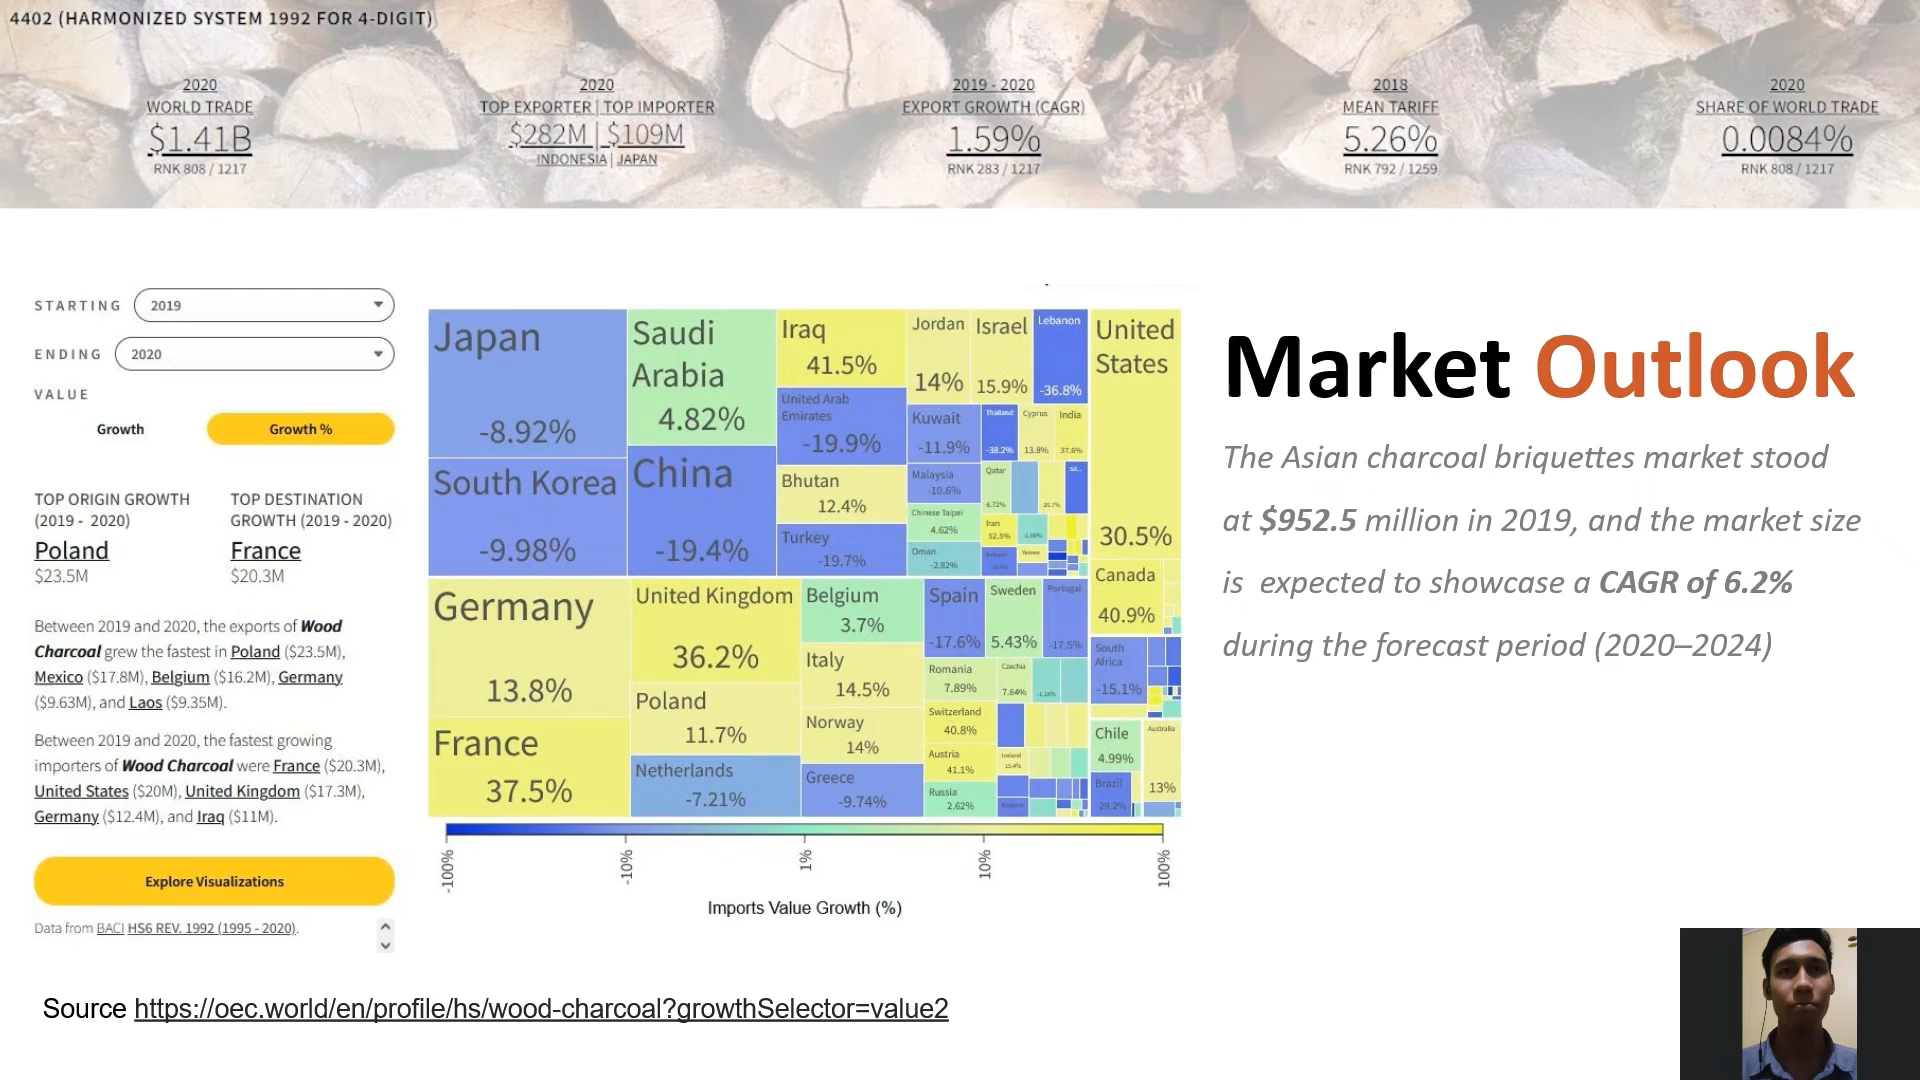 4402 (HARMONIZED SYSTEM 1992 FOR 4-DIGIT)
2020
WORLD TRADE
$1.41B
RNK 808 / 1217
2020
TOP EXPORTER | TOP IMPORTER
$282M | $109M
INDONESIA | JAPAN
2019 - 2020
EXPORT GROWTH (CAGR)
1.59%
RNK 283 / 1217
2018
MEAN TARIFF
5.26%
RNK 792 / 1259
2020
SHARE OF WORLD TRADE
0.0084%
RNK 808 / 1217
STARTING 2019
ENDING 2020
VALUE
Growth Growth %
TOP ORIGIN GROWTH
(2019 - 2020)
Poland
$23.5M
TOP DESTINATION
GROWTH (2019 - 2020)
France
$20.3M
Between 2019 and 2020, the exports of Wood
Charcoal grew the fastest in Poland ($23.5M),
Mexico ($17.8M), Belgium ($16.2M), Germany
($9.63M), and Laos ($9.35M).
Between 2019 and 2020, the fastest growing
importers of Wood Charcoal were France ($20.3M),
United States ($20M), United Kingdom ($17.3M),
Germany ($12.4M), and Iraq ($11M).
Explore Visualizations
Data from BACI HS6 REV. 1992 (1995 - 2020).
Japan
-8.92%
South Korea
-9.98%
Saudi
Arabia
4.82%
China
-19.4%
Iraq
41.5%
United Arab
Emirates
-19.9%
Bhutan
12.4%
Turkey
-19.7%
Jordan
14%
Israel
15.9%
Lebanon
-36.8%
Kuwait
-11.9%
Thailand
-38.2%
Cyprus
13.8%
India
37.6%
Malaysia
-10.6%
Qatar
6.72%
Sri...
Chinese Taipei
4.62%
Iran
52.5%
Oman
-2.82%
Yemen
United
States
30.5%
Canada
40.9%
Germany
13.8%
France
37.5%
United Kingdom
36.2%
Poland
11.7%
Netherlands
-7.21%
Belgium
3.7%
Italy
14.5%
Norway
14%
Greece
-9.74%
Spain
-17.6%
Sweden
5.43%
Portugal
-17.5%
Romania
7.89%
Czechia
7.64%
Switzerland
40.8%
Austria
41.1%
Russia
2.62%
South
Africa
-15.1%
Chile
4.99%
Australia
13%
Brazil
-100%
-10%
1%
10%
100%
Imports Value Growth (%)
Market Outlook
The Asian charcoal briquettes market stood
at $952.5 million in 2019, and the market size
is expected to showcase a CAGR of 6.2%
during the forecast period (2020–2024)
Source https://oec.world/en/profile/hs/wood-charcoal?growthSelector=value2